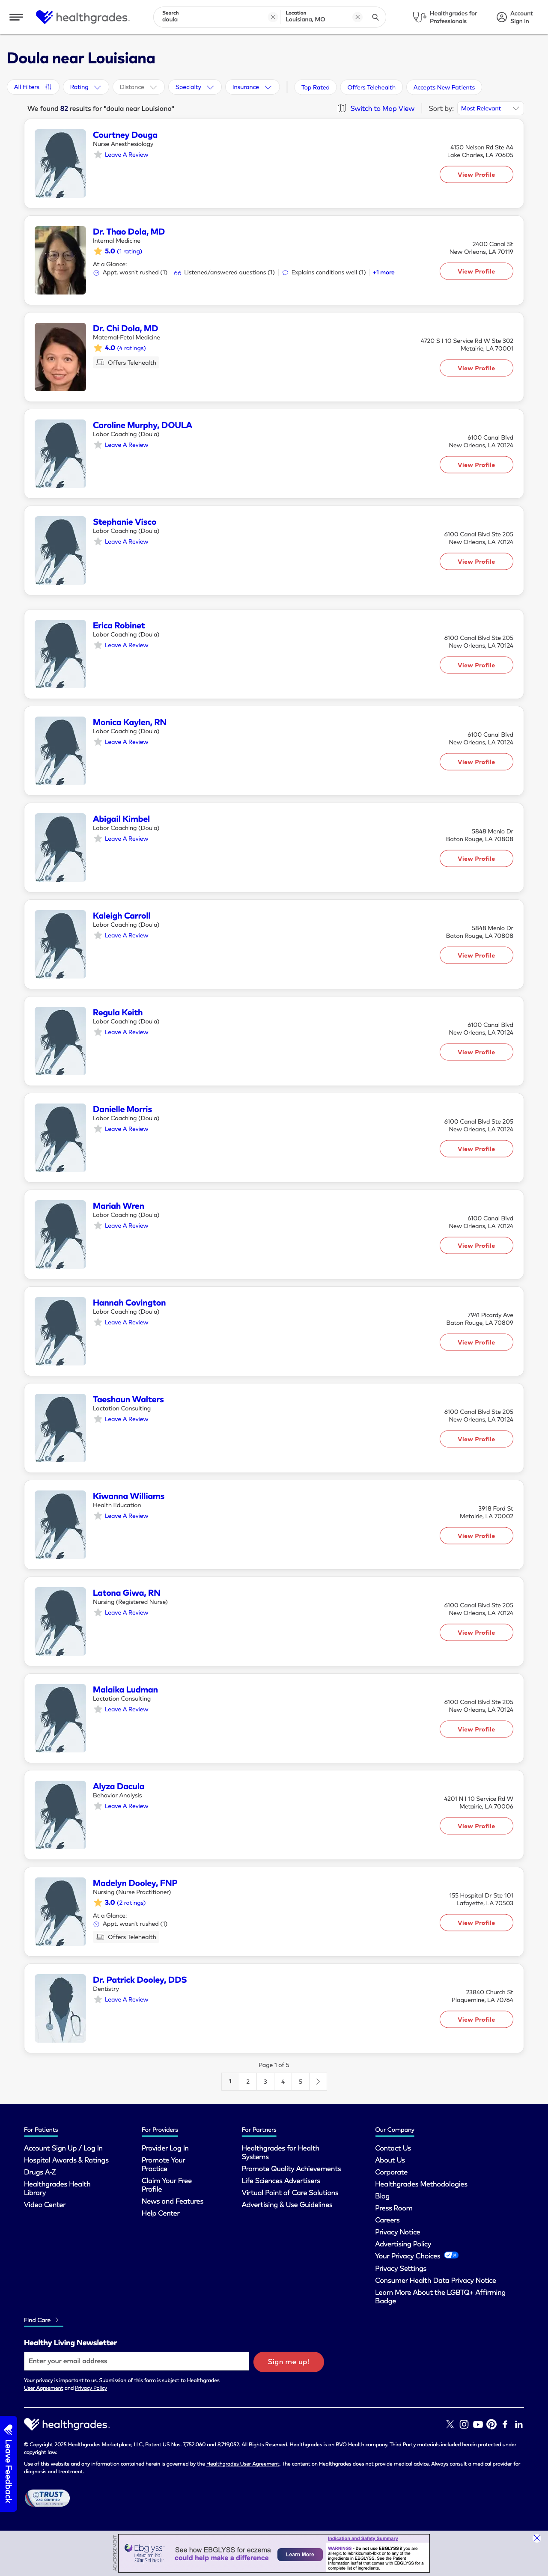 Search
doula
Location
Louisiana, MO
healthgrades.
Healthgrades for
Professionals
Account
Sign In
Doula near Louisiana
All Filters
Rating
Distance
Specialty
Insurance
Top Rated
Offers Telehealth
Accepts New Patients
We found 82 results for "doula near Louisiana"
Switch to Map View
Sort by:
Most Relevant
Courtney Douga
Nurse Anesthesiology
Leave A Review
4150 Nelson Rd Ste A4
Lake Charles, LA 70605
View Profile
Dr. Thao Dola, MD
Internal Medicine
5.0 (1 rating)
At a Glance:
Appt. wasn't rushed (1)
Listened/answered questions (1)
Explains conditions well (1)
+1 more
2400 Canal St
New Orleans, LA 70119
View Profile
Dr. Chi Dola, MD
Maternal-Fetal Medicine
4.0 (4 ratings)
Offers Telehealth
4720 S I 10 Service Rd W Ste 302
Metairie, LA 70001
View Profile
Caroline Murphy, DOULA
Labor Coaching (Doula)
Leave A Review
6100 Canal Blvd
New Orleans, LA 70124
View Profile
Stephanie Visco
Labor Coaching (Doula)
Leave A Review
6100 Canal Blvd Ste 205
New Orleans, LA 70124
View Profile
Erica Robinet
Labor Coaching (Doula)
Leave A Review
6100 Canal Blvd Ste 205
New Orleans, LA 70124
View Profile
Monica Kaylen, RN
Labor Coaching (Doula)
Leave A Review
6100 Canal Blvd
New Orleans, LA 70124
View Profile
Abigail Kimbel
Labor Coaching (Doula)
Leave A Review
5848 Menlo Dr
Baton Rouge, LA 70808
View Profile
Kaleigh Carroll
Labor Coaching (Doula)
Leave A Review
5848 Menlo Dr
Baton Rouge, LA 70808
View Profile
Regula Keith
Labor Coaching (Doula)
Leave A Review
6100 Canal Blvd
New Orleans, LA 70124
View Profile
Danielle Morris
Labor Coaching (Doula)
Leave A Review
6100 Canal Blvd Ste 205
New Orleans, LA 70124
View Profile
Mariah Wren
Labor Coaching (Doula)
Leave A Review
6100 Canal Blvd
New Orleans, LA 70124
View Profile
Hannah Covington
Labor Coaching (Doula)
Leave A Review
7941 Picardy Ave
Baton Rouge, LA 70809
View Profile
Taeshaun Walters
Lactation Consulting
Leave A Review
6100 Canal Blvd Ste 205
New Orleans, LA 70124
View Profile
Kiwanna Williams
Health Education
Leave A Review
3918 Ford St
Metairie, LA 70002
View Profile
Latona Giwa, RN
Nursing (Registered Nurse)
Leave A Review
6100 Canal Blvd Ste 205
New Orleans, LA 70124
View Profile
Malaika Ludman
Lactation Consulting
Leave A Review
6100 Canal Blvd Ste 205
New Orleans, LA 70124
View Profile
Alyza Dacula
Behavior Analysis
Leave A Review
4201 N I 10 Service Rd W
Metairie, LA 70006
View Profile
Madelyn Dooley, FNP
Nursing (Nurse Practitioner)
3.0 (2 ratings)
At a Glance:
Appt. wasn't rushed (1)
Offers Telehealth
155 Hospital Dr Ste 101
Lafayette, LA 70503
View Profile
Dr. Patrick Dooley, DDS
Dentistry
Leave A Review
23840 Church St
Plaquemine, LA 70764
View Profile
Page 1 of 5
1 2 3 4 5
For Patients
Account Sign Up / Log In
Hospital Awards & Ratings
Drugs A-Z
Healthgrades Health
Library
Video Center
For Providers
Provider Log In
Promote Your
Practice
Claim Your Free
Profile
News and Features
Help Center
For Partners
Healthgrades for Health
Systems
Promote Quality Achievements
Life Sciences Advertisers
Virtual Point of Care Solutions
Advertising & Use Guidelines
Our Company
Contact Us
About Us
Corporate
Healthgrades Methodologies
Blog
Press Room
Careers
Privacy Notice
Advertising Policy
Your Privacy Choices
Privacy Settings
Consumer Health Data Privacy Notice
Learn More About the LGBTQ+ Affirming
Badge
Find Care
Healthy Living Newsletter
Enter your email address
Sign me up!
Your privacy is important to us. Submission of this form is subject to Healthgrades
User Agreement and Privacy Policy
healthgrades.
© Copyright 2025 Healthgrades Marketplace, LLC, Patent US Nos. 7,752,060 and 8,719,052. All Rights Reserved. Healthgrades is an RVO Health company. Third Party materials included herein protected under
copyright law.
Use of this website and any information contained herein is governed by the Healthgrades User Agreement. The content on Healthgrades does not provide medical advice. Always consult a medical provider for
diagnosis and treatment.
TRUST
Leave Feedback
ADVERTISEMENT
Ebglyss
See how EBGLYSS for eczema
could help make a difference
Learn More
Indication and Safety Summary
WARNINGS - Do not use EBGLYSS if you are
allergic to lebrikizumab-lbkz or to any of the
ingredients in EBGLYSS. See the Patient
Information leaflet that comes with EBGLYSS for a
complete list of ingredients.